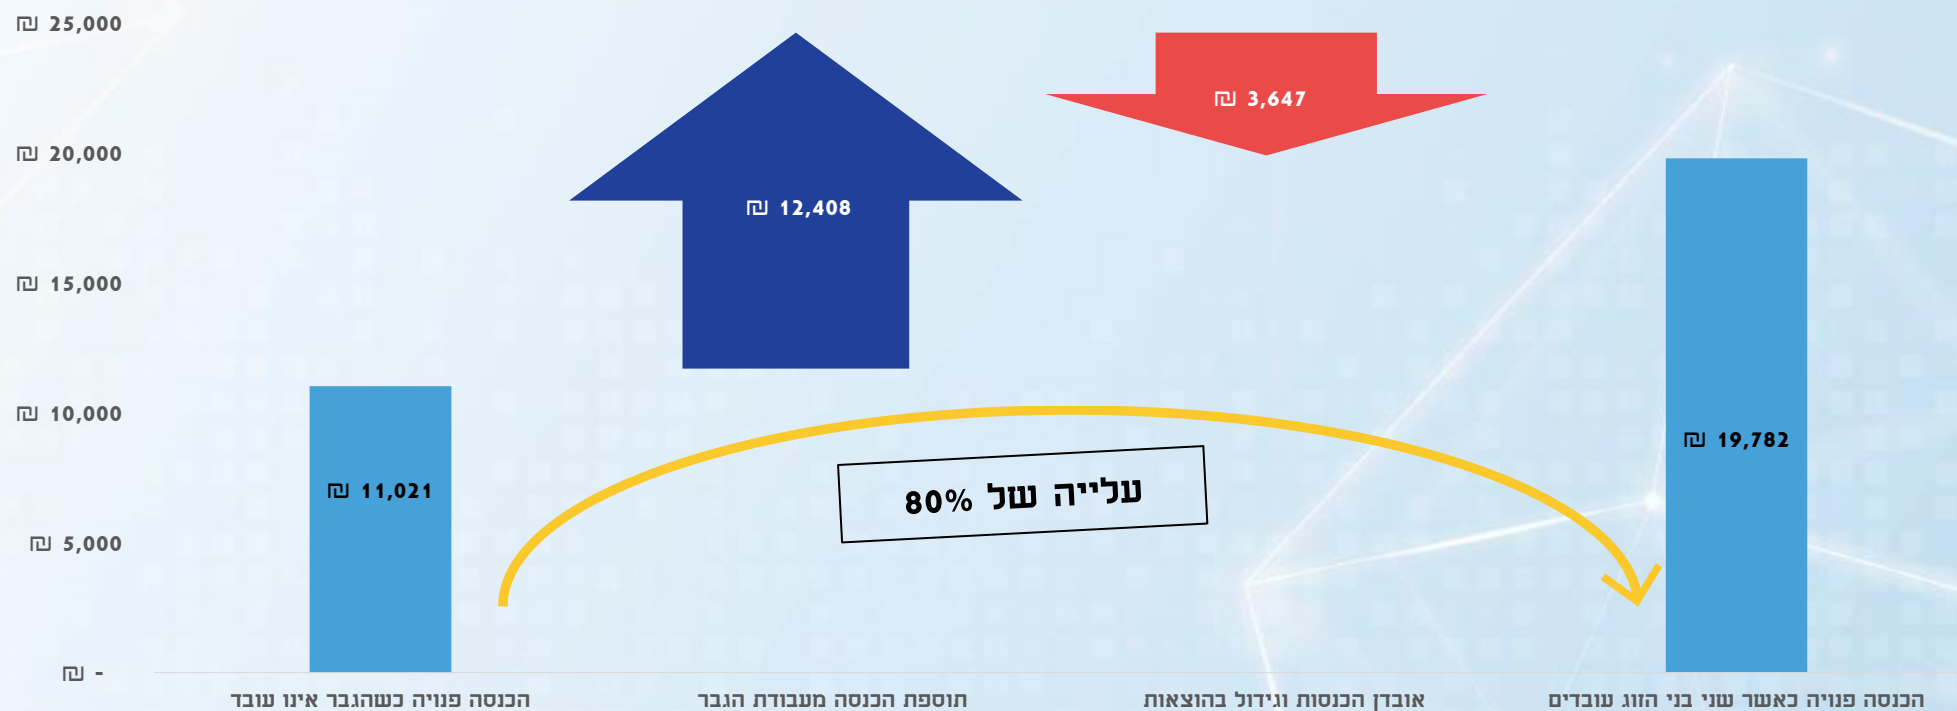 ₪ 25,000
₪ 20,000
₪ 15,000
₪ 10,000
₪ 5,000
₪ -
₪ 11,021
₪ 12,408
₪ 3,647
₪ 19,782
עלייה של 80%
הכנסה פנויה כשהגבר אינו עובד
תוספת הכנסה מעבודת הגבר
אובדן הכנסות וגידול בהוצאות
הכנסה פנויה כאשר שני בני הזוג עובדים